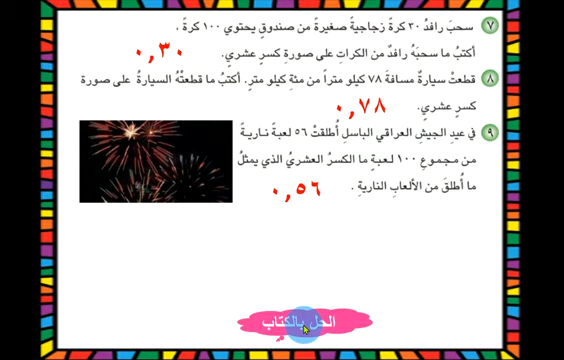 ٧ سحبَ رافدُ ٣٠ كرةً زجاجيةً صغيرةً من صندوقٍ يحتوي ١٠٠ كرةً ،
أكتبُ ما سحبَهُ رافدُ من الكراتِ على صورةِ كسرٍ عشريٍ. ٠,٣٠
٨ قطعتْ سيارةٌ مسافةَ ٧٨ كيلو متراً من مئةِ كيلو مترٍ. أكتبُ ما قطعتْهُ السيارةُ على صورة
كسرٍ عشريٍ. ٠,٧٨
٩ في عيدِ الجيشِ العراقي الباسلِ أُطلقتْ ٥٦ لعبةً ناريةً
من مجموعِ ١٠٠ لعبةٍ ما الكسرُ العشريُ الذي يمثلُ
ما أُطلقَ من الألعابِ الناريةِ . ٠,٥٦
الحل بالكتاب